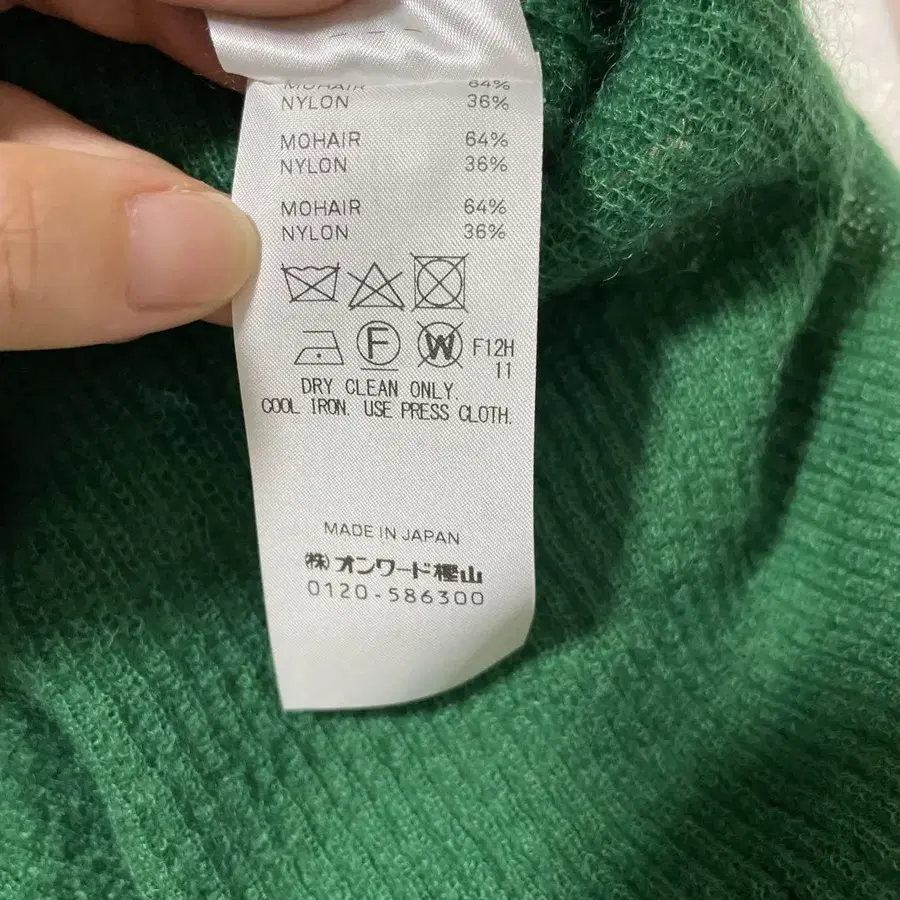 MOHAIR 64%
NYLON 36%
MOHAIR 64%
NYLON 36%
MOHAIR 64%
NYLON 36%
F W F12H
11
DRY CLEAN ONLY.
COOL IRON. USE PRESS CLOTH.
MADE IN JAPAN
㈱オンワード樫山
0120-586300